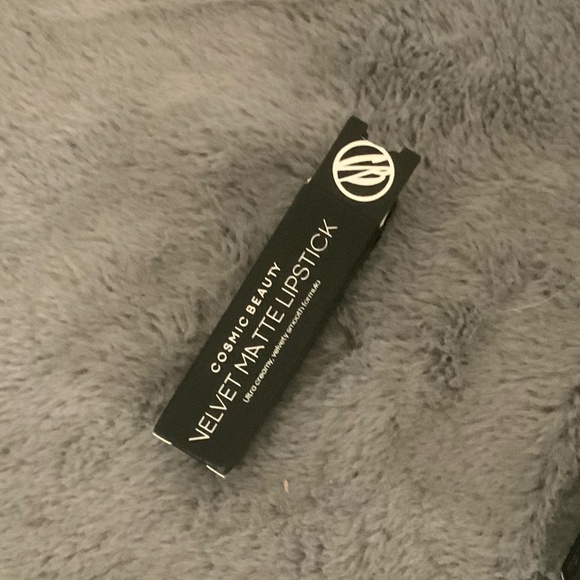 COSMIC BEAUTY
VELVET MATTE LIPSTICK
Ultra creamy, velvety smooth formula